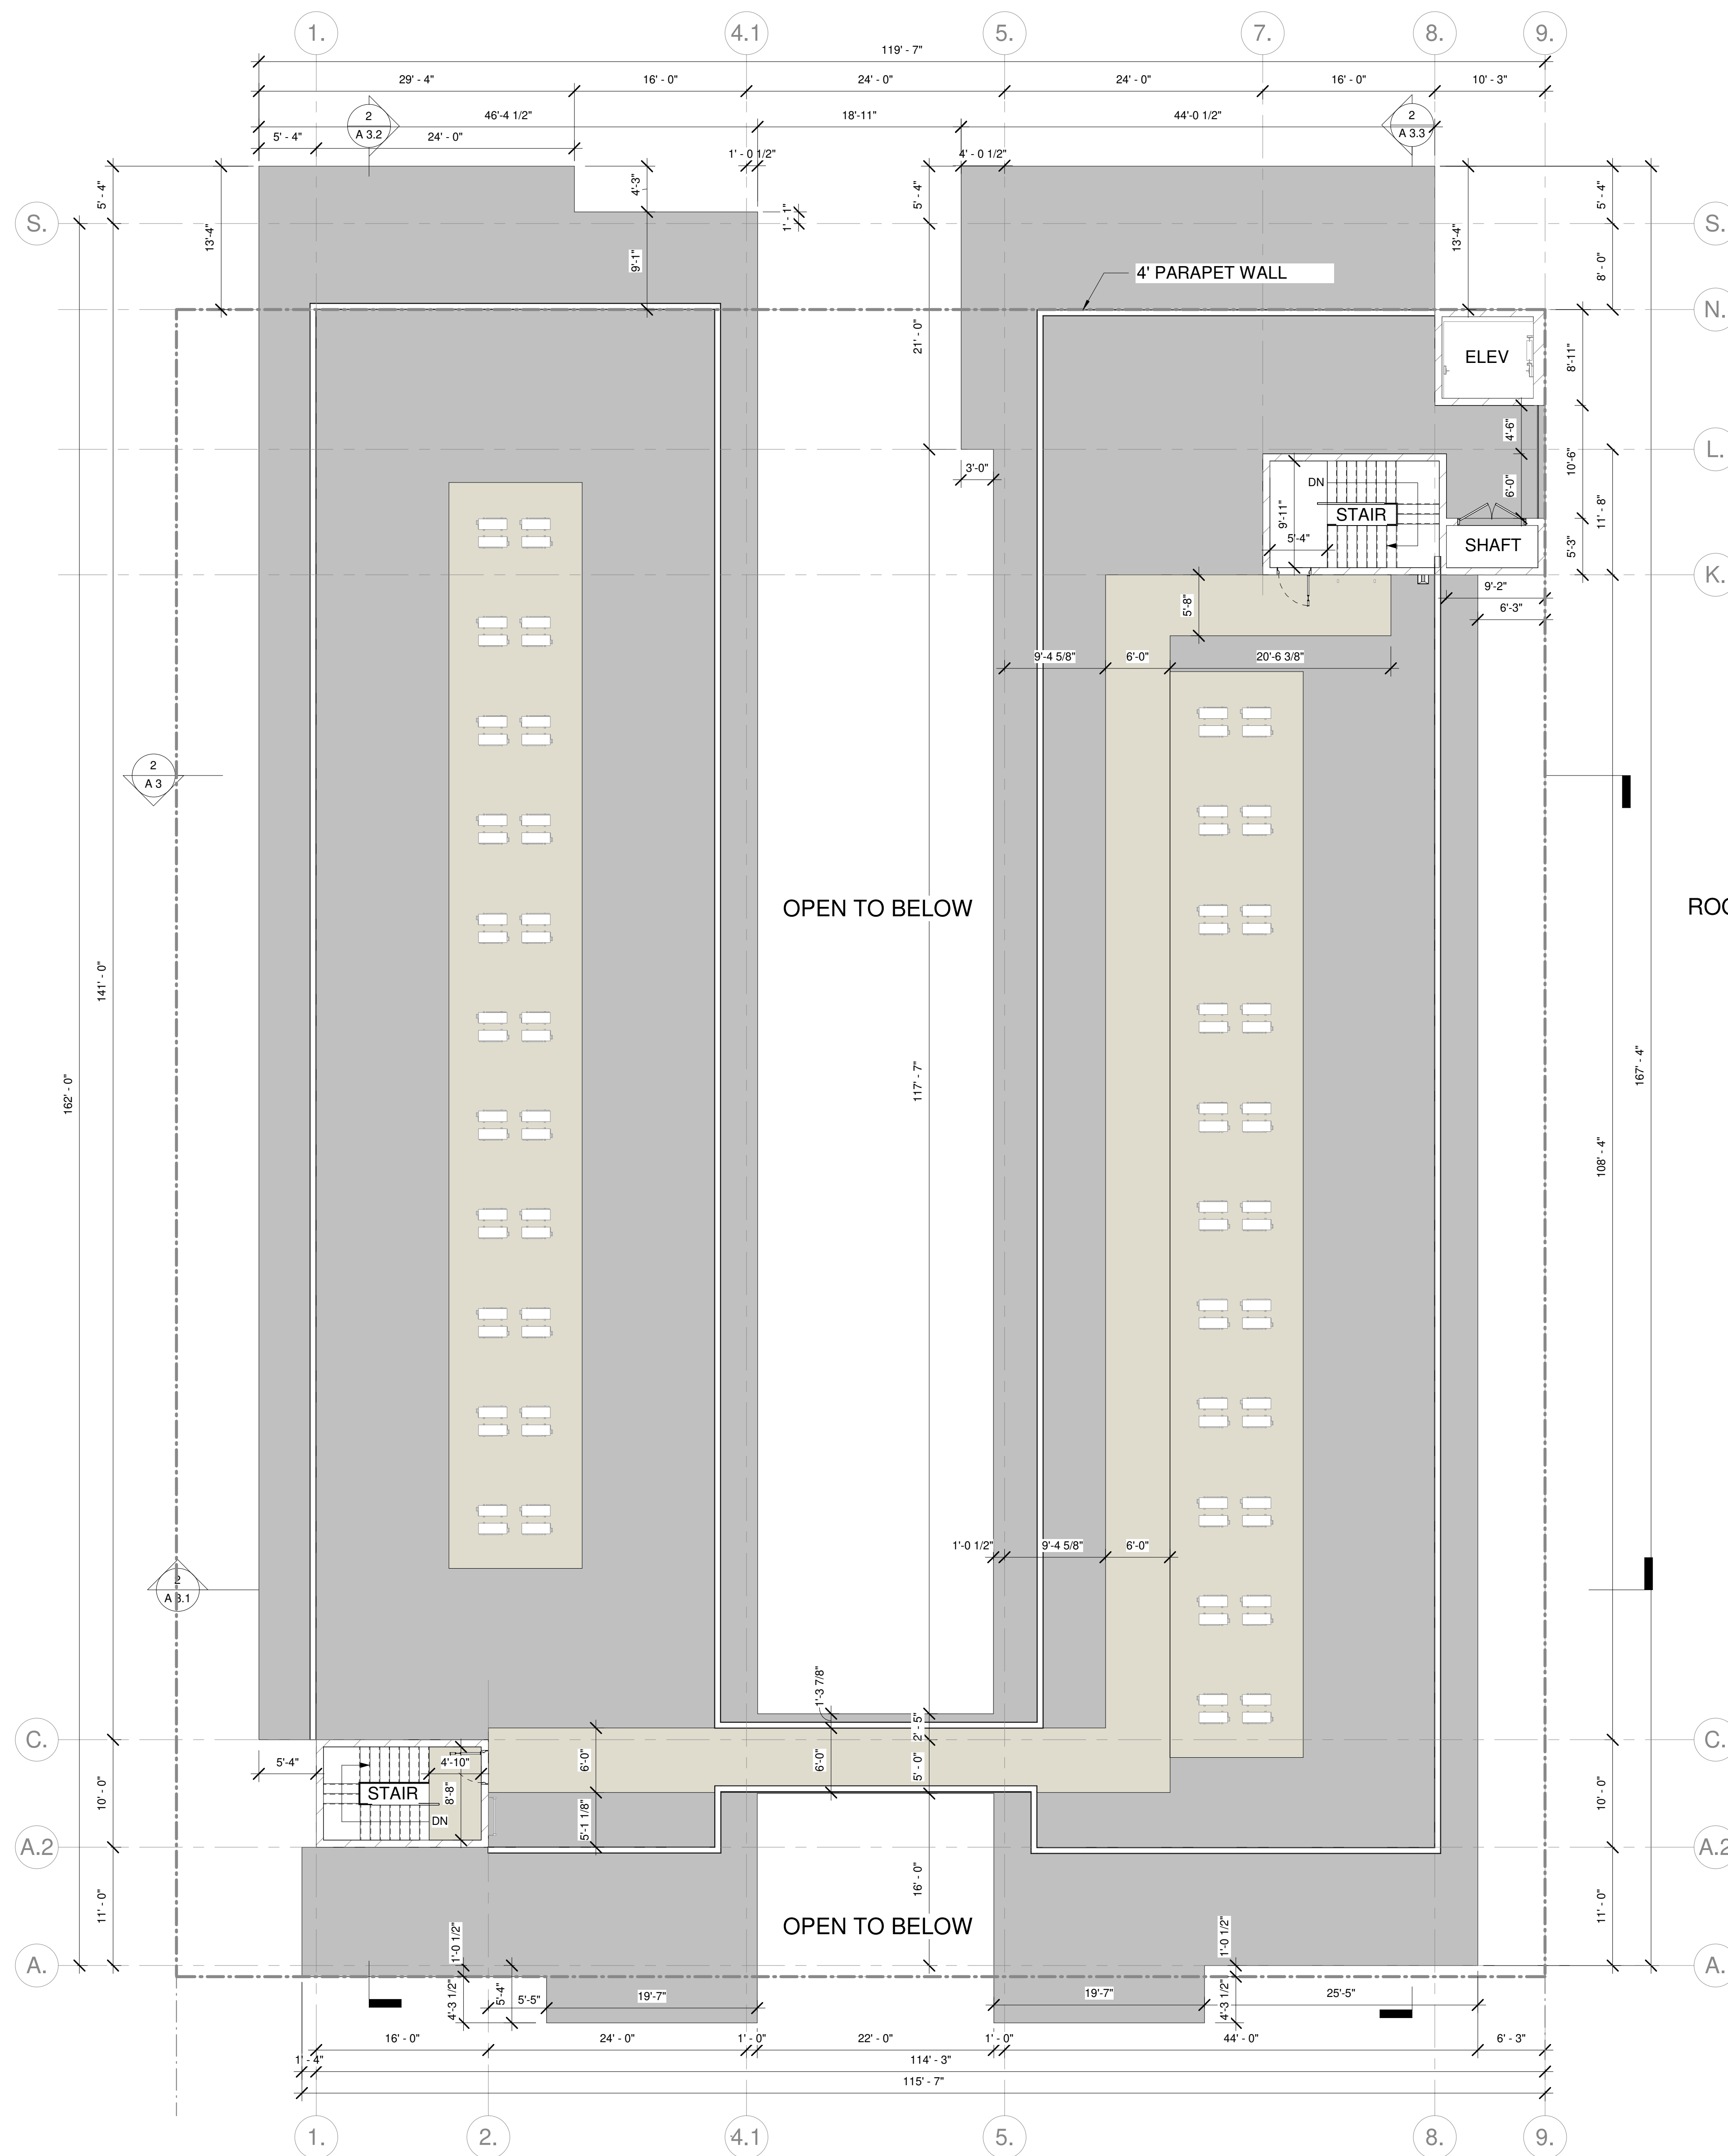 1.
4.1
5.
7.
8.
9.
119' - 7"
29' - 4"
16' - 0"
24' - 0"
24' - 0"
16' - 0"
10' - 3"
46'-4 1/2"
18'-11"
44'-0 1/2"
2
A 3.2
2
A 3.3
5' - 4"
24' - 0"
1' - 0 1/2"
4' - 0 1/2"
5' - 4"
4'-3"
5' - 4"
5' - 4"
S.
S.
1' - 1"
13'-4"
9'-1"
13'-4"
8' - 0"
4' PARAPET WALL
N.
21' - 0"
ELEV
8'-11"
4'-6"
L.
3'-0"
DN
10'-6"
6'-0"
9'-11"
STAIR
11' - 8"
5'-4"
SHAFT
5'-3"
K.
9'-2"
5'-8"
6'-3"
9'-4 5/8"
6'-0"
20'-6 3/8"
2
A 3
OPEN TO BELOW
ROO
141' - 0"
162' - 0"
117' - 7"
167' - 4"
108' - 4"
1'-0 1/2"
9'-4 5/8"
6'-0"
2
A 3.1
1'-3 7/8"
2' - 5"
C.
C.
5'-4"
4'-10"
6'-0"
6'-0"
5' - 0"
STAIR
8'-8"
10' - 0"
10' - 0"
DN
5'-1 1/8"
A.2
A.2
16' - 0"
11' - 0"
11' - 0"
OPEN TO BELOW
1'-0 1/2"
1'-0 1/2"
A.
A.
4'-3 1/2"
5'-4"
5'-5"
19'-7"
19'-7"
4'-3 1/2"
25'-5"
16' - 0"
24' - 0"
1' - 0"
22' - 0"
1' - 0"
44' - 0"
6' - 3"
1' - 4"
114' - 3"
115' - 7"
1.
2.
4.1
5.
8.
9.